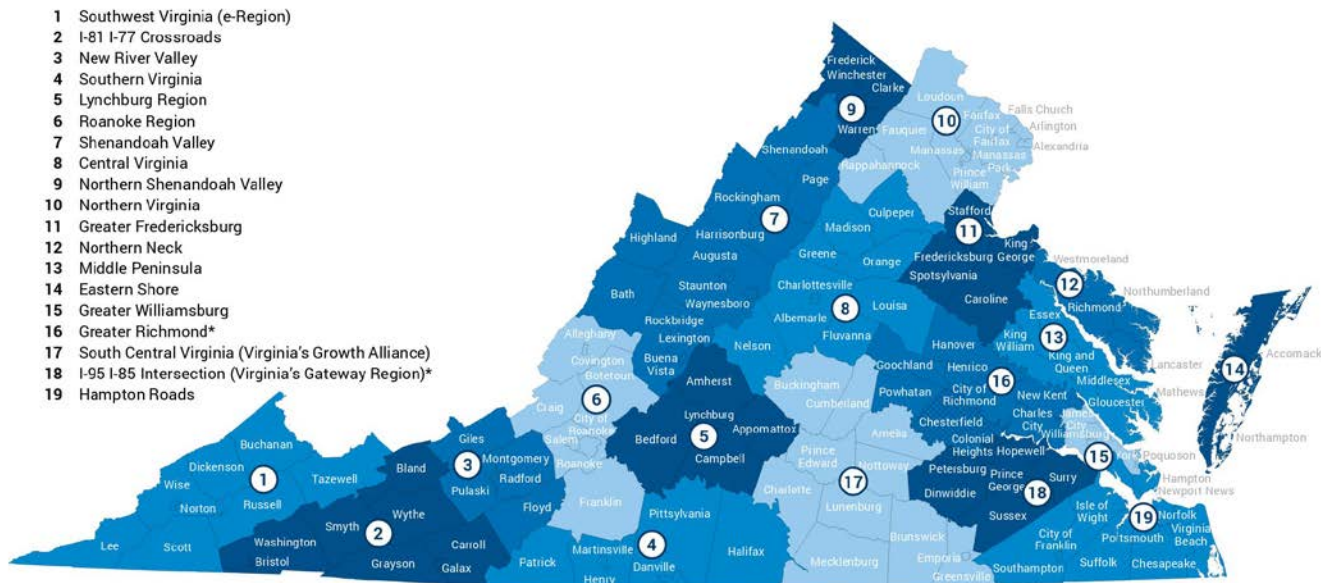 1 Southwest Virginia (e-Region)
2 I-81 I-77 Crossroads
3 New River Valley
4 Southern Virginia
5 Lynchburg Region
6 Roanoke Region
7 Shenandoah Valley
8 Central Virginia
9 Northern Shenandoah Valley
10 Northern Virginia
11 Greater Fredericksburg
12 Northern Neck
13 Middle Peninsula
14 Eastern Shore
15 Greater Williamsburg
16 Greater Richmond*
17 South Central Virginia (Virginia's Growth Alliance)
18 I-95 I-85 Intersection (Virginia's Gateway Region)*
19 Hampton Roads
Frederick
Winchester
Clarke
9
Warren
Loudoun
10
Fairfax
Falls Church
Arlington
City of
Fairfax
Alexandria
Fauquier
Manassas
Manassas
Park
Rappahannock
Prince
William
Shenandoah
Page
Rockingham
7
Harrisonburg
Highland
Augusta
Bath
Staunton
Waynesboro
Rockbridge
Lexington
Buena
Vista
Culpeper
Madison
Greene
Orange
Charlottesville
8
Louisa
Albemarle
Fluvanna
Nelson
Stafford
11
King
George
Fredericksburg
Spotsylvania
Caroline
Westmoreland
12
Northumberland
Richmond
Lancaster
Essex
13
King
William
King and
Queen
Middlesex
Mathews
Gloucester
14
Accomack
Northampton
Hanover
Goochland
Henrico
16
Powhatan
City of
Richmond
New Kent
Chesterfield
Charles
City
James
City
Williamsburg
15
York
Poquoson
Hampton
Newport News
Alleghany
Covington
Botetourt
6
Craig
City of
Roanoke
Salem
Roanoke
Franklin
Amherst
Lynchburg
5
Appomattox
Bedford
Campbell
Buckingham
Cumberland
Amelia
Prince
Edward
Nottoway
17
Charlotte
Lunenburg
Brunswick
Mecklenburg
Emporia
Greensville
Colonial
Heights
Hopewell
Petersburg
Prince
George
18
Surry
Dinwiddie
Sussex
Isle of
Wight
19
Norfolk
Portsmouth
Virginia
Beach
City of
Franklin
Southampton
Suffolk
Chesapeake
Buchanan
Dickenson
1
Tazewell
Wise
Russell
Norton
Lee
Scott
Bland
Wythe
Smyth
2
Washington
Carroll
Bristol
Grayson
Galax
Giles
3
Montgomery
Radford
Pulaski
Floyd
Pittsylvania
Martinsville
4
Halifax
Patrick
Danville
Henry